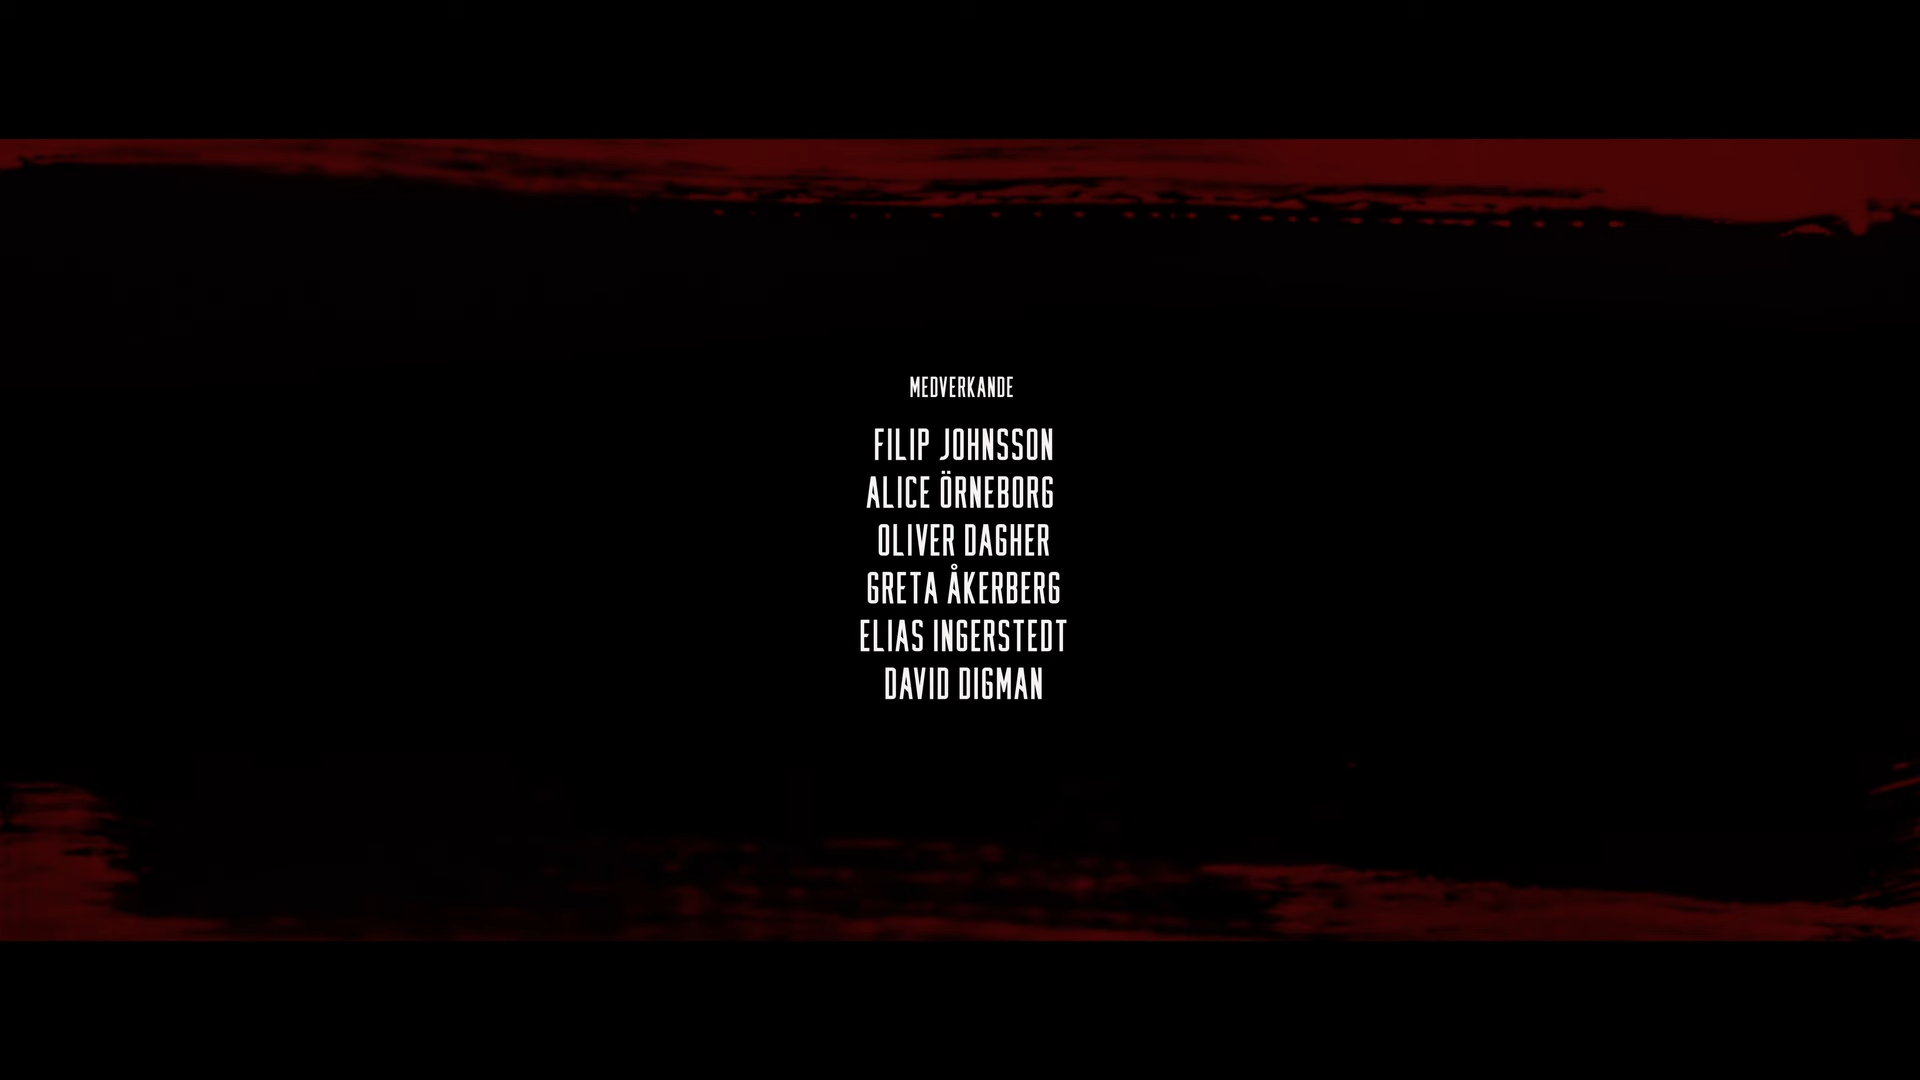 MEDVERKANDE
FILIP JOHNSSON
ALICE ÖRNEBORG
OLIVER DAGHER
GRETA ÅKERBERG
ELIAS INGERSTEDT
DAVID DIGMAN